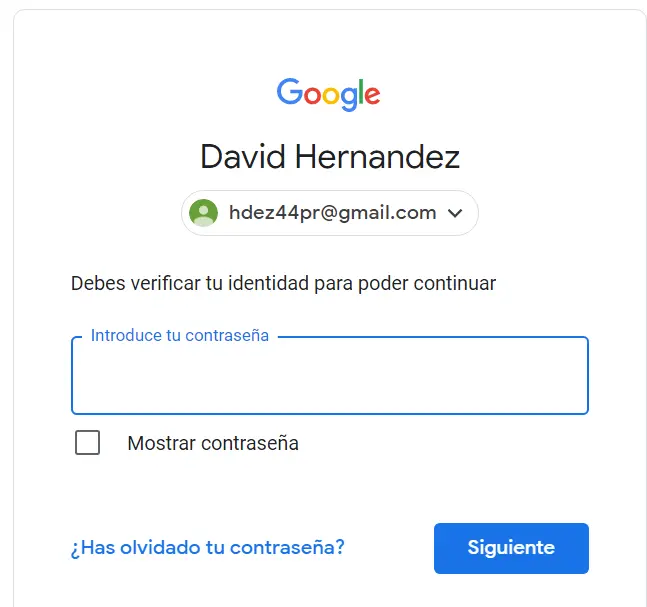 Google
David Hernandez
hdez44pr@gmail.com
Debes verificar tu identidad para poder continuar
Introduce tu contraseña
Mostrar contraseña
¿Has olvidado tu contraseña?
Siguiente